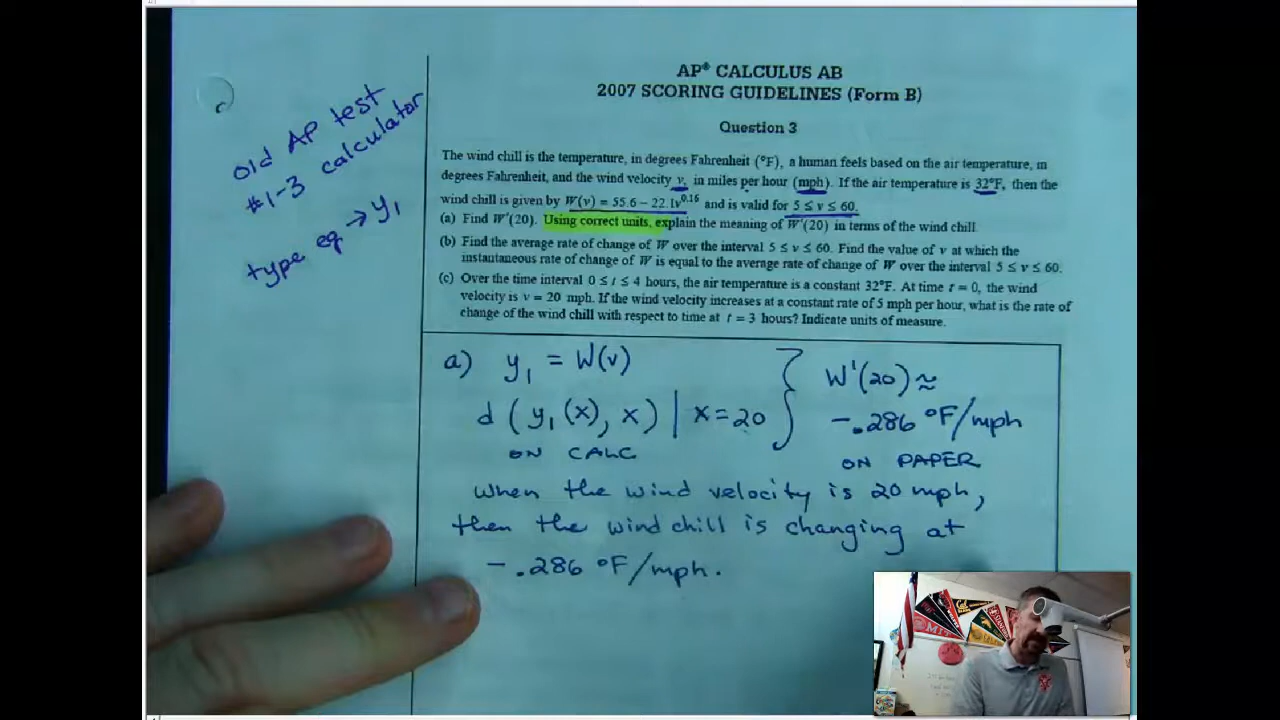 old AP test
#1-3 calculator
type eq → y₁
AP® CALCULUS AB
2007 SCORING GUIDELINES (Form B)
Question 3
The wind chill is the temperature, in degrees Fahrenheit (°F), a human feels based on the air temperature, in
degrees Fahrenheit, and the wind velocity v, in miles per hour (mph). If the air temperature is 32°F, then the
wind chill is given by W(v) = 55.6 − 22.1v^0.16 and is valid for 5 ≤ v ≤ 60.
(a) Find W′(20). Using correct units, explain the meaning of W′(20) in terms of the wind chill.
(b) Find the average rate of change of W over the interval 5 ≤ v ≤ 60. Find the value of v at which the
instantaneous rate of change of W is equal to the average rate of change of W over the interval 5 ≤ v ≤ 60.
(c) Over the time interval 0 ≤ t ≤ 4 hours, the air temperature is a constant 32°F. At time t = 0, the wind
velocity is v = 20 mph. If the wind velocity increases at a constant rate of 5 mph per hour, what is the rate of
change of the wind chill with respect to time at t = 3 hours? Indicate units of measure.
a) y₁ = W(v)
d (y₁(x), x) | x=20
ON CALC
W'(20) ≈
-.286 °F/mph
ON PAPER
When the wind velocity is 20 mph,
then the wind chill is changing at
-.286 °F/mph.
MIT